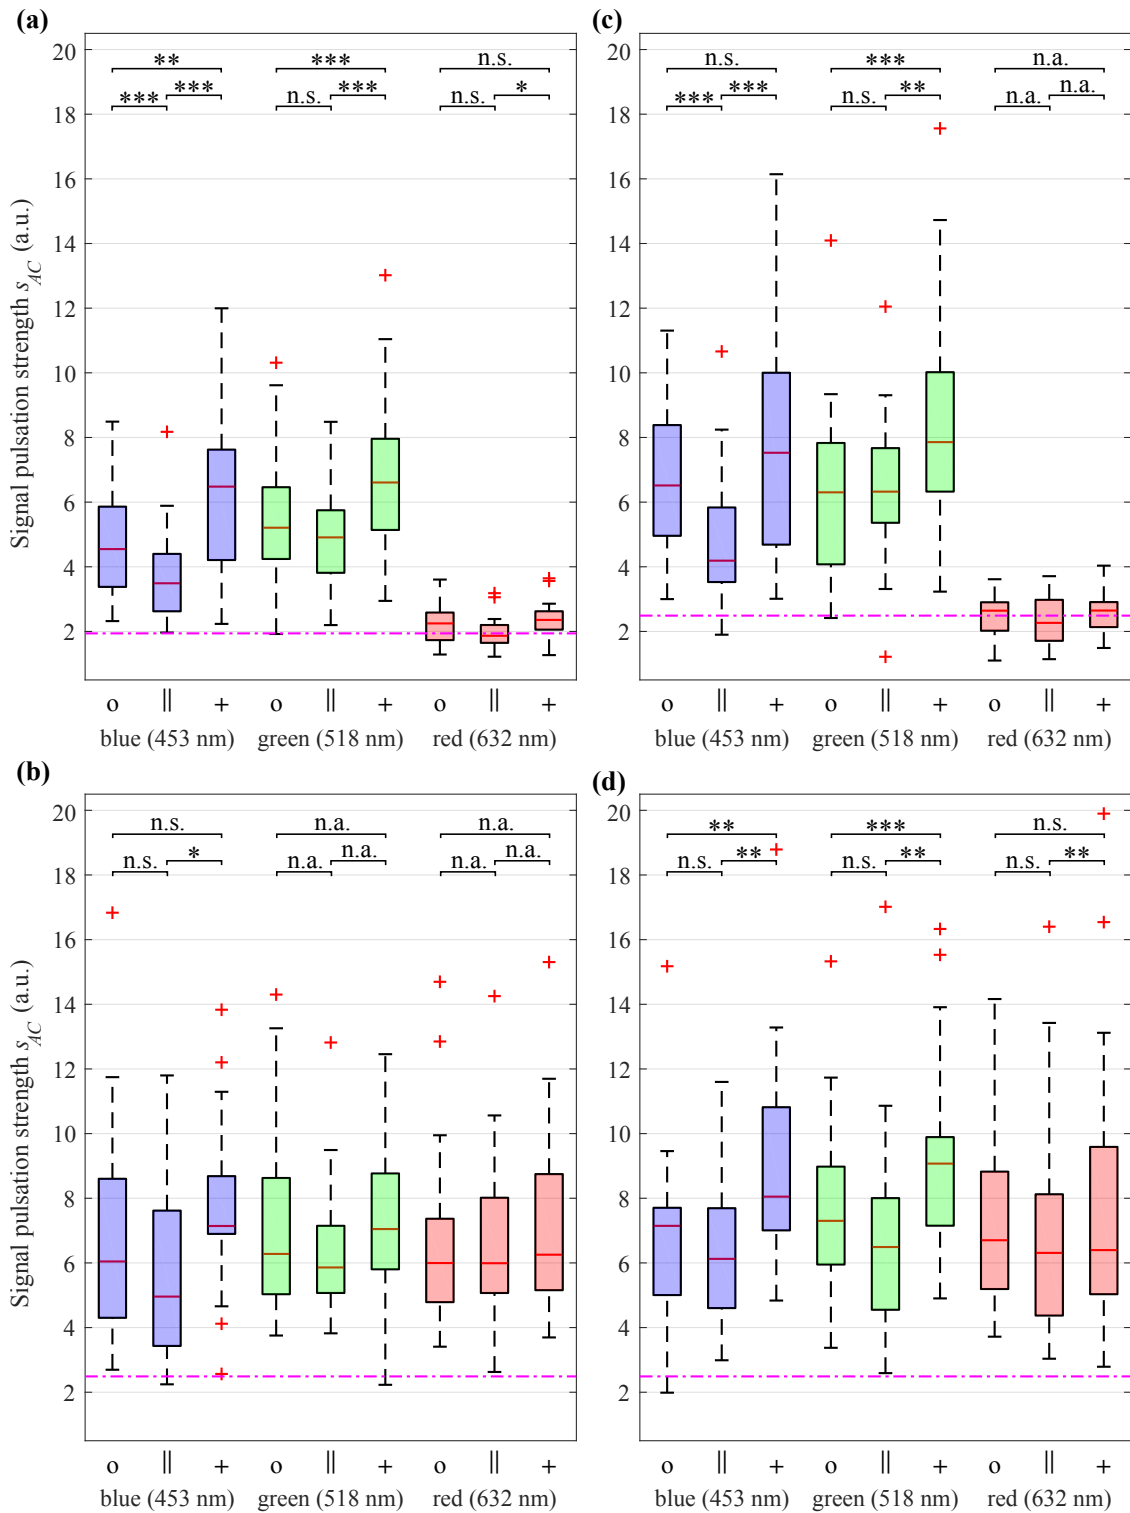 (a)
Signal pulsation strength s_AC (a.u.)
20
18
16
14
12
10
8
6
4
2
** *** n.s.
*** *** n.s. *** n.s. *
o || + o || + o || +
blue (453 nm) green (518 nm) red (632 nm)
(c)
20
18
16
14
12
10
8
6
4
2
n.s. *** n.a.
*** *** n.s. ** n.a. n.a.
o || + o || + o || +
blue (453 nm) green (518 nm) red (632 nm)
(b)
Signal pulsation strength s_AC (a.u.)
20
18
16
14
12
10
8
6
4
2
n.s. n.a. n.a.
n.s. * n.a. n.a. n.a. n.a.
o || + o || + o || +
blue (453 nm) green (518 nm) red (632 nm)
(d)
20
18
16
14
12
10
8
6
4
2
** *** n.s.
n.s. ** n.s. ** n.s. **
o || + o || + o || +
blue (453 nm) green (518 nm) red (632 nm)